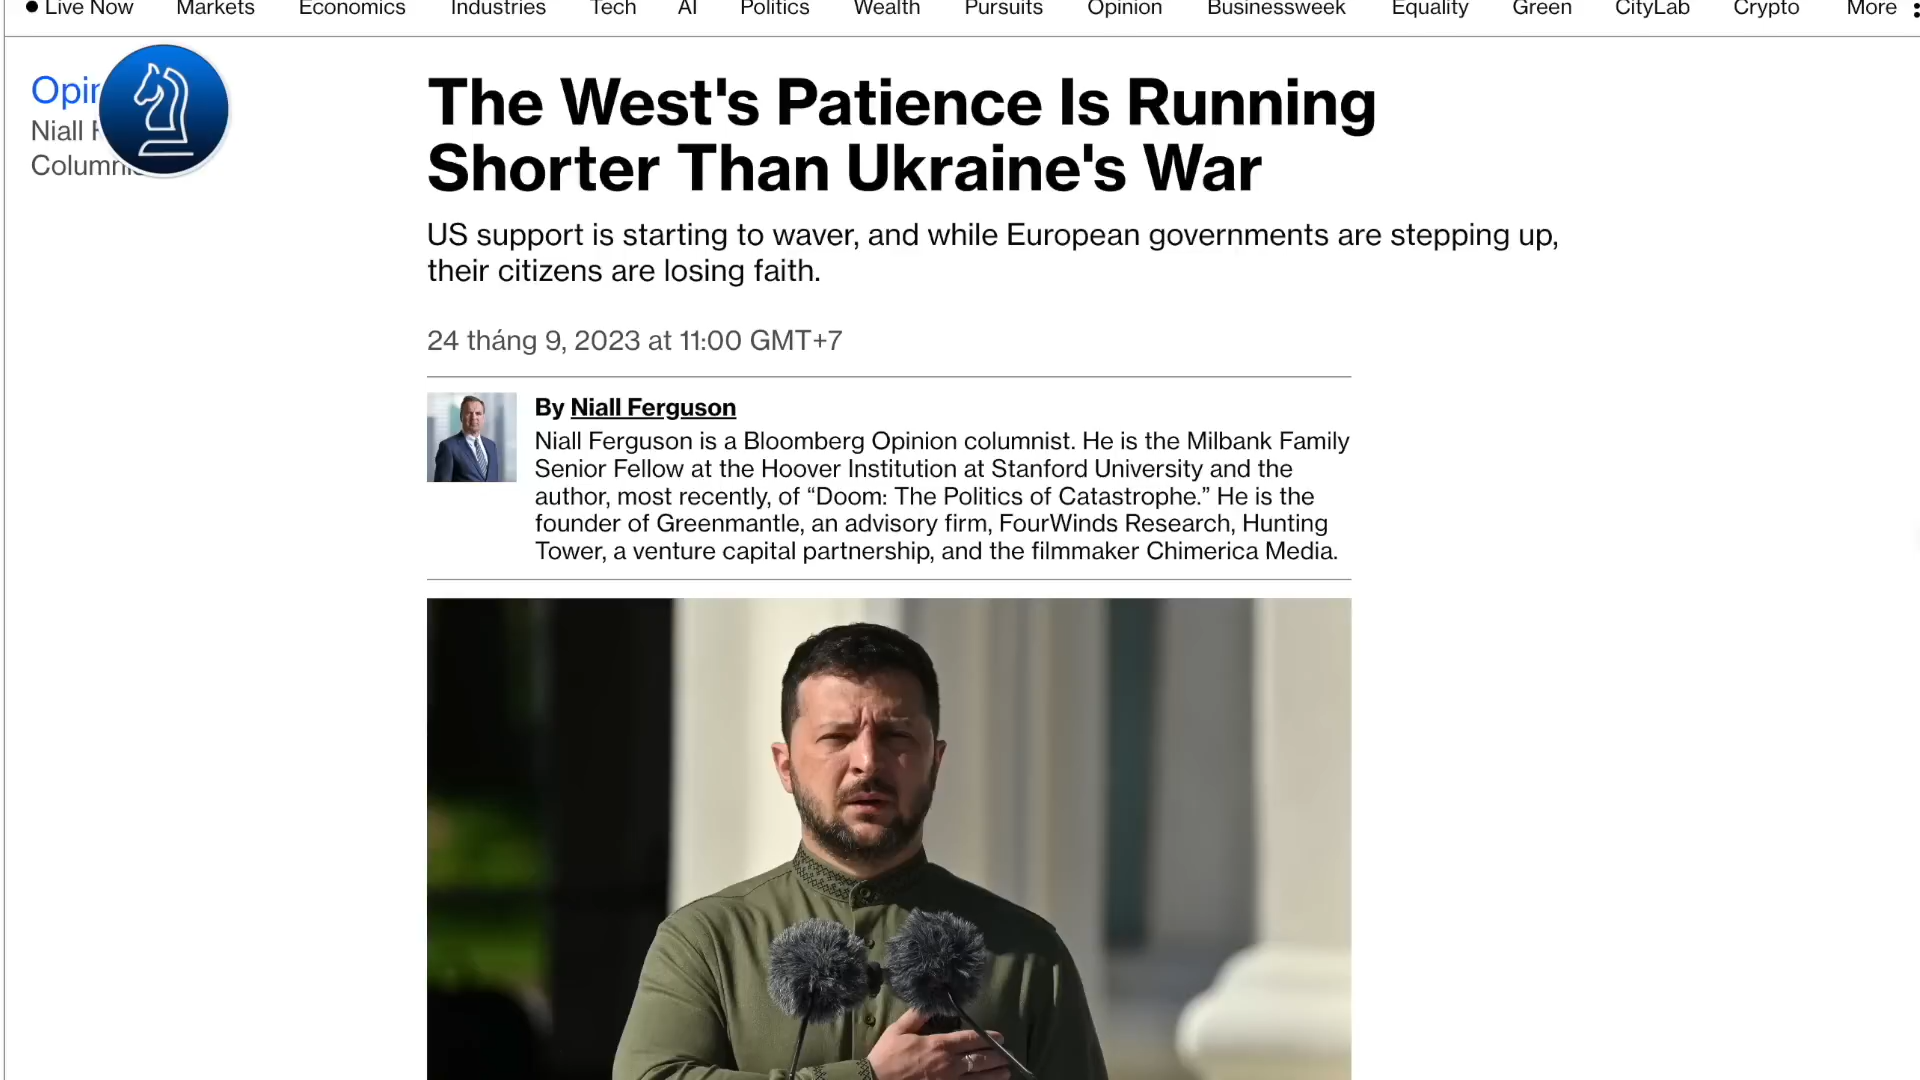 Live Now Markets Economics Industries Tech AI Politics Wealth Pursuits Opinion Businessweek Equality Green CityLab Crypto More
The West's Patience Is Running
Shorter Than Ukraine's War
US support is starting to waver, and while European governments are stepping up,
their citizens are losing faith.
24 tháng 9, 2023 at 11:00 GMT+7
By Niall Ferguson
Niall Ferguson is a Bloomberg Opinion columnist. He is the Milbank Family
Senior Fellow at the Hoover Institution at Stanford University and the
author, most recently, of “Doom: The Politics of Catastrophe.” He is the
founder of Greenmantle, an advisory firm, FourWinds Research, Hunting
Tower, a venture capital partnership, and the filmmaker Chimerica Media.
Niall